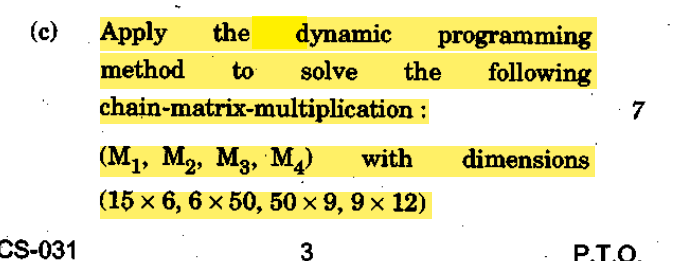 (c) Apply the dynamic programming
method to solve the following
chain-matrix-multiplication : 7
(M₁, M₂, M₃, M₄) with dimensions
(15 × 6, 6 × 50, 50 × 9, 9 × 12)
CS-031 3 P.T.O.